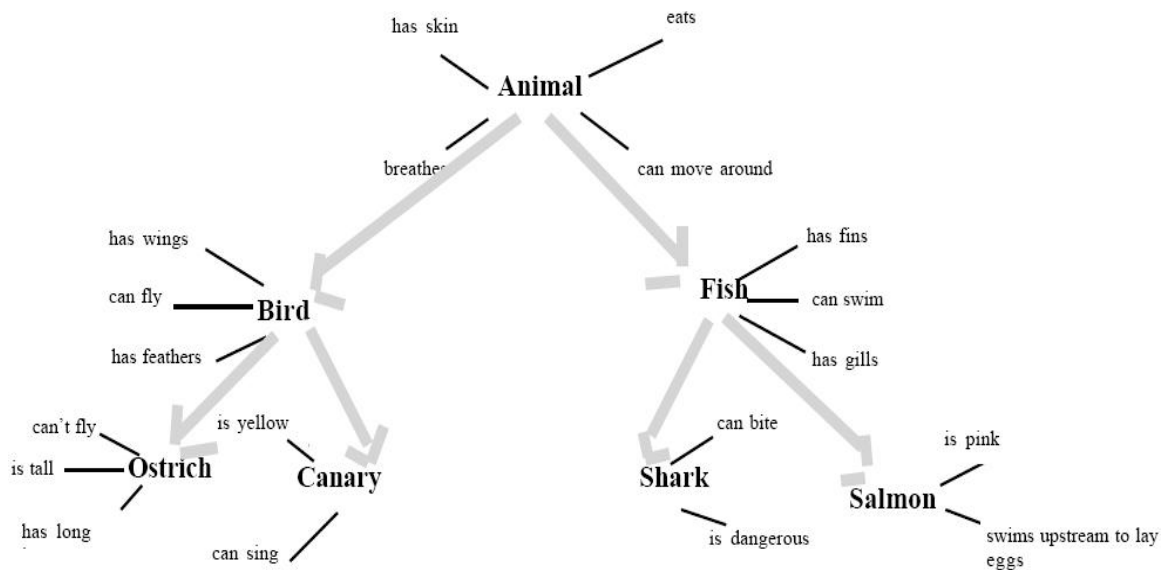 has skin
eats
Animal
breathes
can move around
has wings
has fins
can fly
Bird
Fish
can swim
has feathers
has gills
can't fly
is yellow
can bite
is tall
Ostrich
Canary
Shark
is pink
Salmon
has long
can sing
is dangerous
swims upstream to lay
eggs